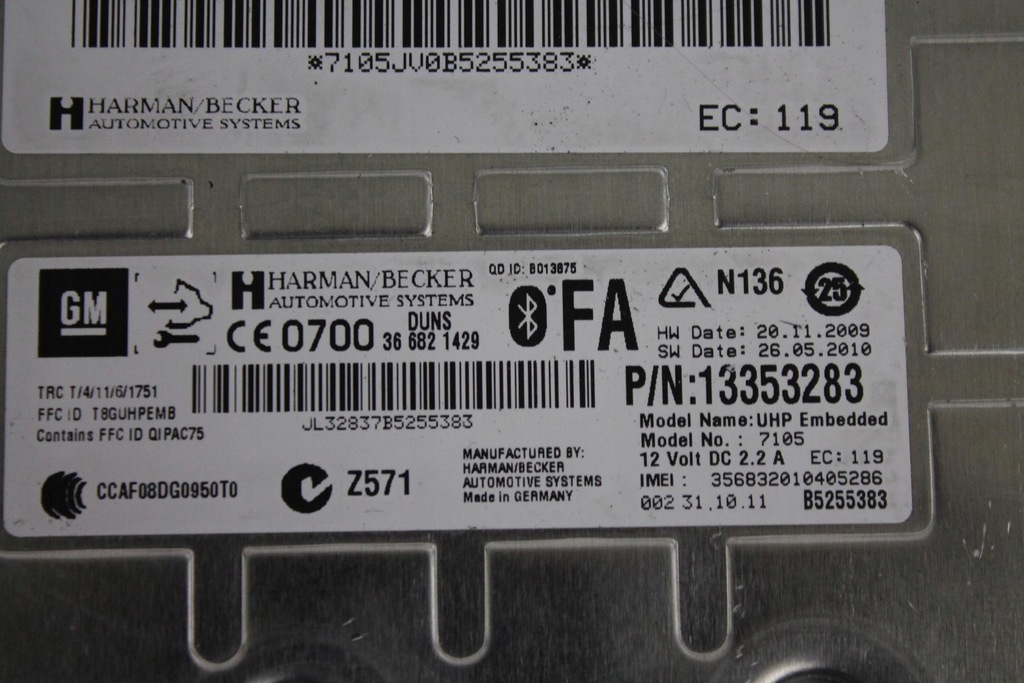 *7105JV0B5255383*
HARMAN/BECKER
AUTOMOTIVE SYSTEMS
EC: 119
GM
HARMAN/BECKER
AUTOMOTIVE SYSTEMS
QD ID: B013875
CE 0700
DUNS
36 682 1429
FA
N136
25
HW Date: 20.11.2009
SW Date: 26.05.2010
P/N:13353283
TRC T/4/11/6/1751
FFC ID T8GUHPEMB
Contains FFC ID QIPAC75
JL32837B5255383
Model Name: UHP Embedded
Model No.: 7105
12 Volt DC 2.2 A EC: 119
IMEI: 356832010405286
002 31.10.11 B5255383
CCAF08DG0950T0
Z571
MANUFACTURED BY:
HARMAN/BECKER
AUTOMOTIVE SYSTEMS
Made in GERMANY